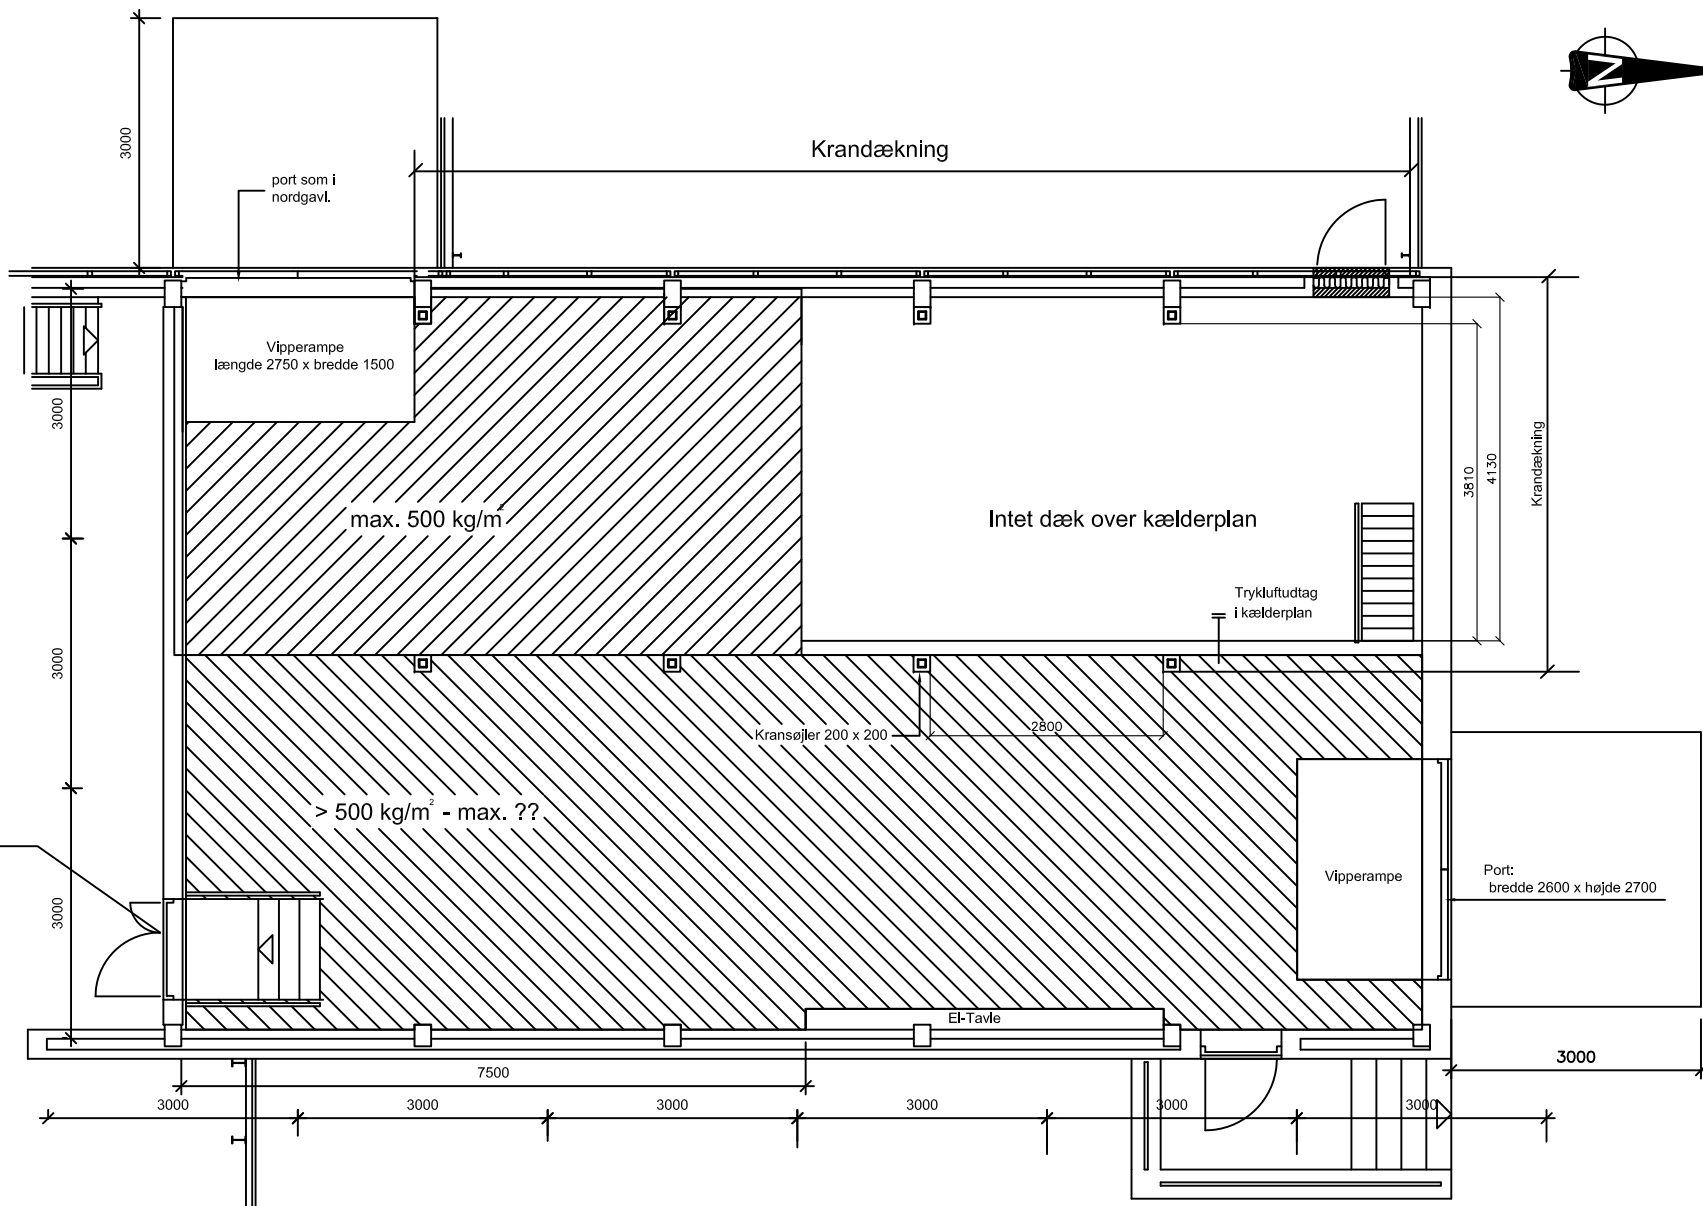 3000
Krandækning
port som i
nordgavl.
N
Vipperampe
længde 2750 x bredde 1500
3000
3810
4130
Krandækning
max. 500 kg/m²
Intet dæk over kælderplan
Trykluftudtag
i kælderplan
3000
Kransøjler 200 x 200
2800
> 500 kg/m² - max. ??
Vipperampe
Port:
bredde 2600 x højde 2700
3000
El-Tavle
3000
7500
3000
3000
3000
3000
3000
3000